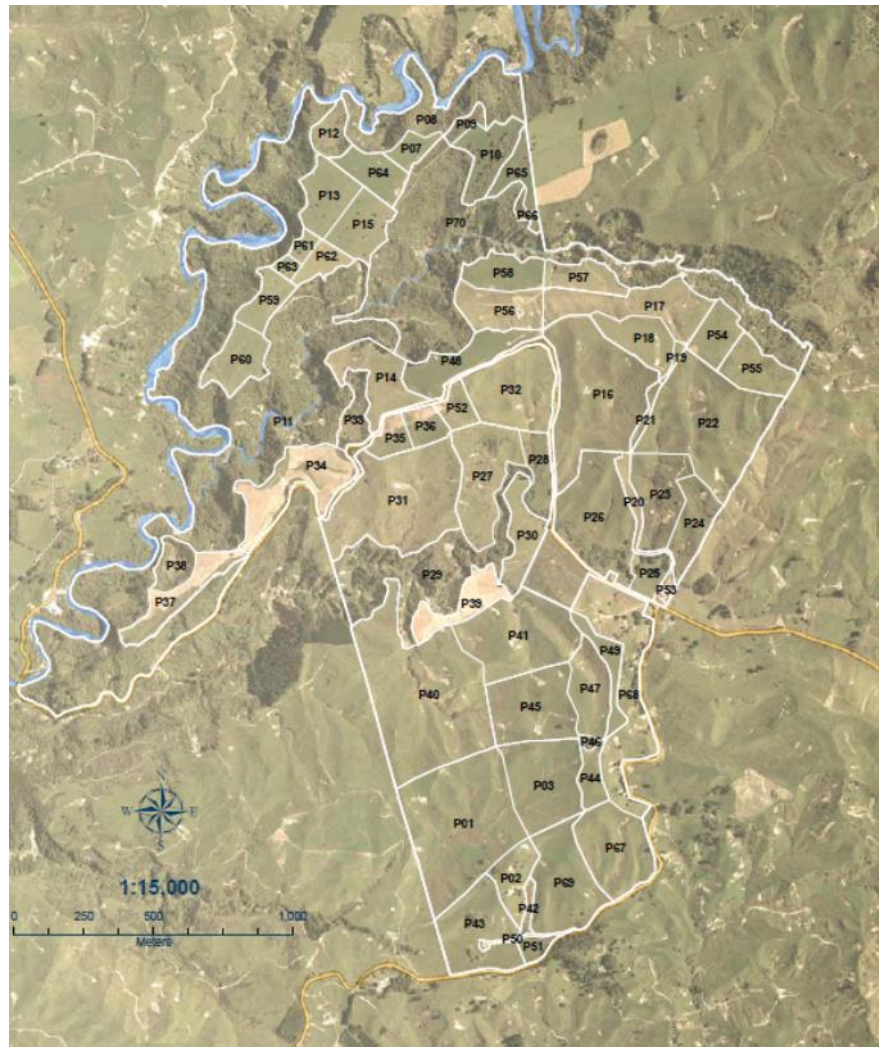 P08
P09
P12
P07
P10
P64
P65
P13
P15
P66
P70
P61
P62
P63
P58
P57
P59
P17
P56
P18
P54
P19
P60
P48
P14
P55
P32
P16
P52
P11
P33
P21
P22
P36
P35
P28
P27
P34
P31
P20
P23
P26
P24
P30
P38
P25
P29
P53
P37
P39
P41
P49
P40
P47
P68
P45
P46
P44
P03
P01
P67
P02
P69
P42
P43
P50
P51
N
W E
S
1:15,000
0 250 500 1,000
Meters